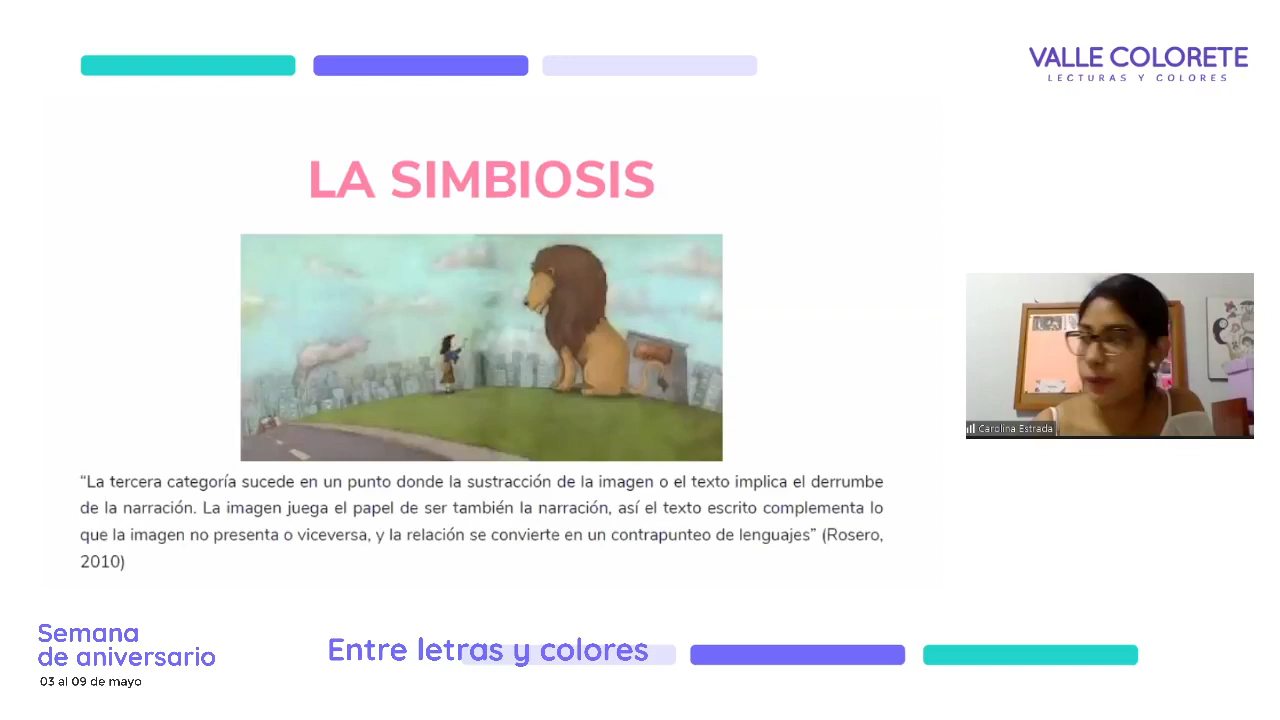 VALLE COLORETE
LECTURAS Y COLORES
LA SIMBIOSIS
“La tercera categoría sucede en un punto donde la sustracción de la imagen o el texto implica el derrumbe
de la narración. La imagen juega el papel de ser también la narración, así el texto escrito complementa lo
que la imagen no presenta o viceversa, y la relación se convierte en un contrapunteo de lenguajes” (Rosero,
2010)
Carolina Estrada
Semana
de aniversario
03 al 09 de mayo
Entre letras y colores